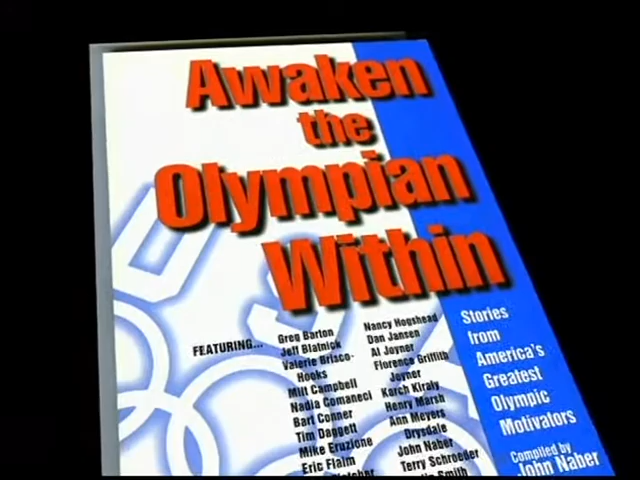 Awaken
the
Olympian
Within
Stories
from
America's
Greatest
Olympic
Motivators
Compiled by
John Naber
FEATURING...
Greg Barton
Jeff Blatnick
Valerie Brisco-
Hooks
Milt Campbell
Nadia Comaneci
Bart Conner
Tim Daggett
Mike Eruzione
Eric Flaim
Nancy Hogshead
Dan Jansen
Al Joyner
Florence Griffith
Joyner
Karch Kiraly
Henry Marsh
Ann Meyers
Drysdale
John Naber
Terry Schroeder
Smith